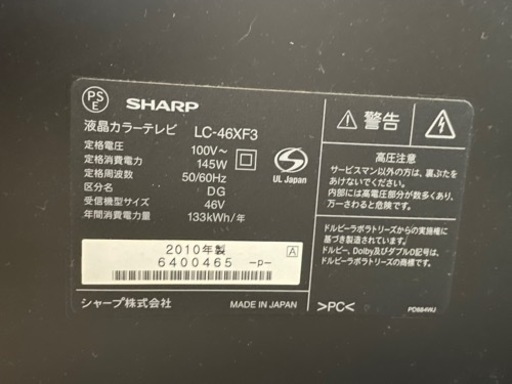 PS
E
SHARP
液晶カラーテレビ LC-46XF3
定格電圧 100V~
定格消費電力 145W
定格周波数 50/60Hz
区分名 DG
受信機型サイズ 46V
年間消費電力量 133kWh/年
S
UL Japan
2010年製 A
6400465 -P-
シャープ株式会社 MADE IN JAPAN
警告
高圧注意
サービスマン以外の方は、裏ぶたを
あけないでください。
内部には高電圧部分が数多くあり、
万一さわると危険です。
ドルビーラボラトリーズからの実施権に
基づき製造されています。
ドルビー、Dolby及びダブルD記号は、
ドルビーラボラトリーズの商標です。
>PC<